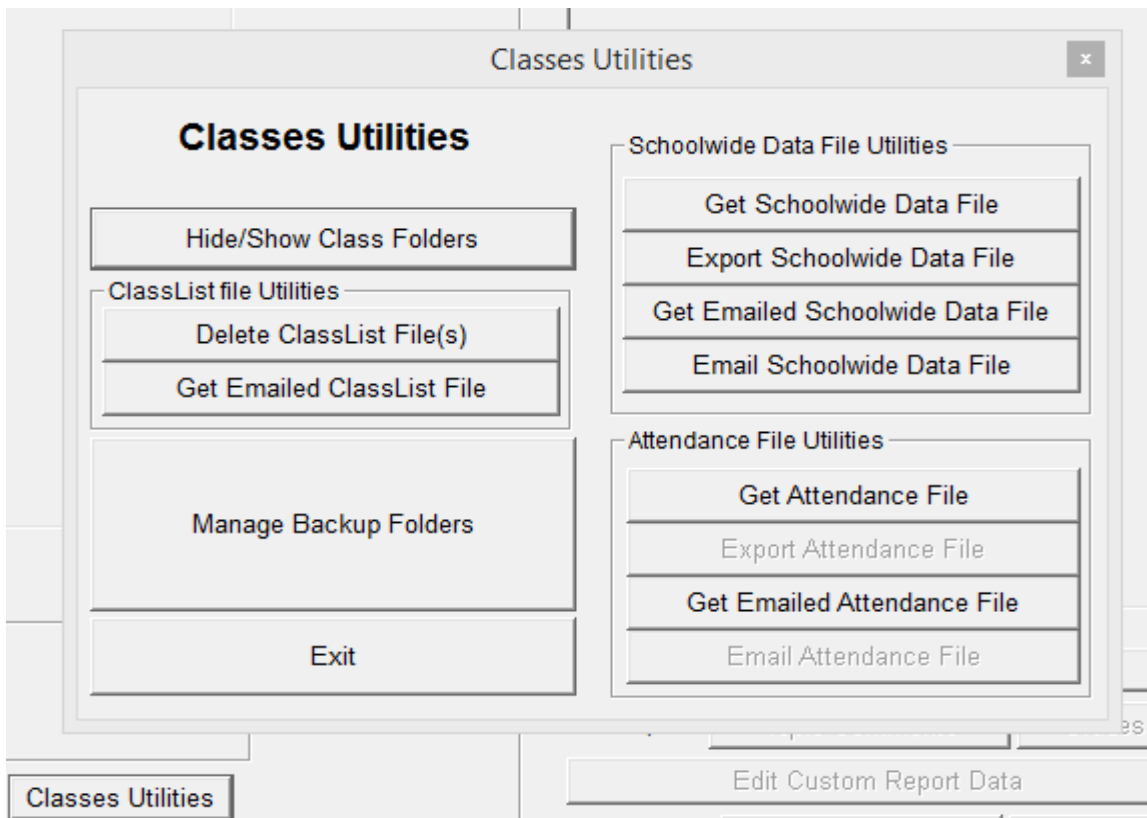 Classes Utilities
x
Classes Utilities
Hide/Show Class Folders
ClassList file Utilities
Delete ClassList File(s)
Get Emailed ClassList File
Manage Backup Folders
Exit
Schoolwide Data File Utilities
Get Schoolwide Data File
Export Schoolwide Data File
Get Emailed Schoolwide Data File
Email Schoolwide Data File
Attendance File Utilities
Get Attendance File
Export Attendance File
Get Emailed Attendance File
Email Attendance File
Edit Custom Report Data
Classes Utilities